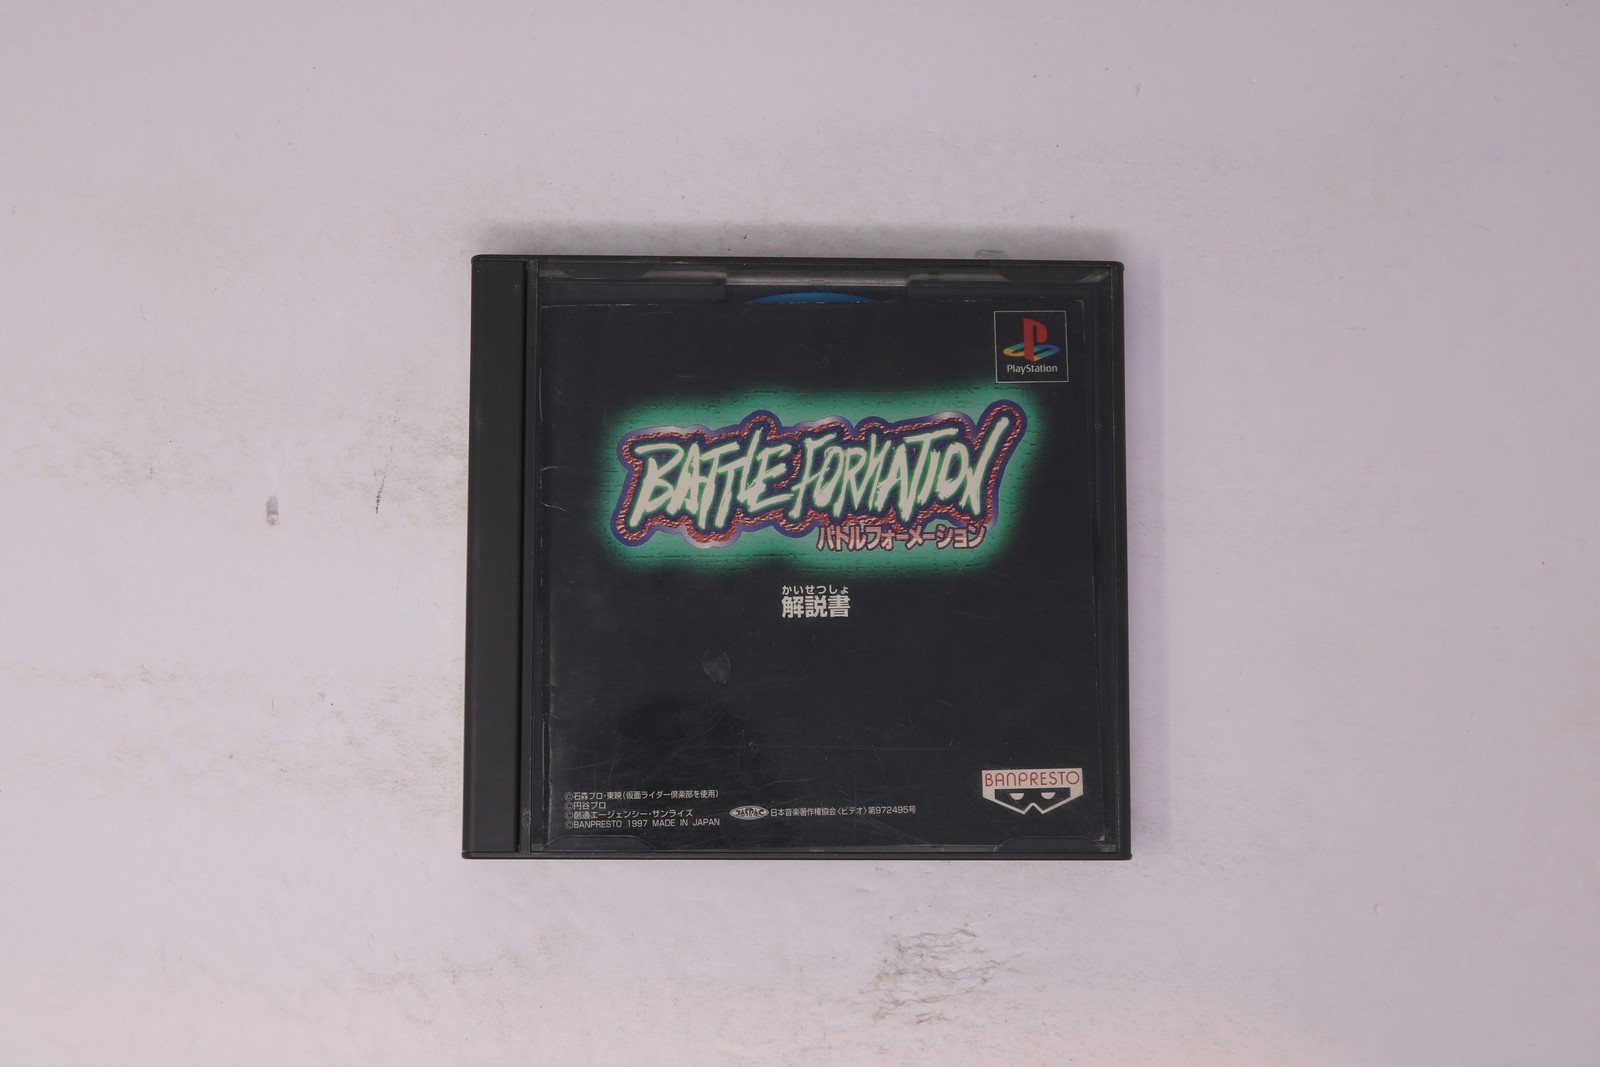 PlayStation
BATTLE FORMATION
バトルフォーメーション
かいせつしょ
解説書
BANPRESTO
©石森プロ・東映(仮面ライダー倶楽部を使用)
©円谷プロ
©創通エージェンシー・サンライズ
©BANPRESTO 1997 MADE IN JAPAN
JASRAC 日本音楽著作権協会〈ビデオ〉第972495号